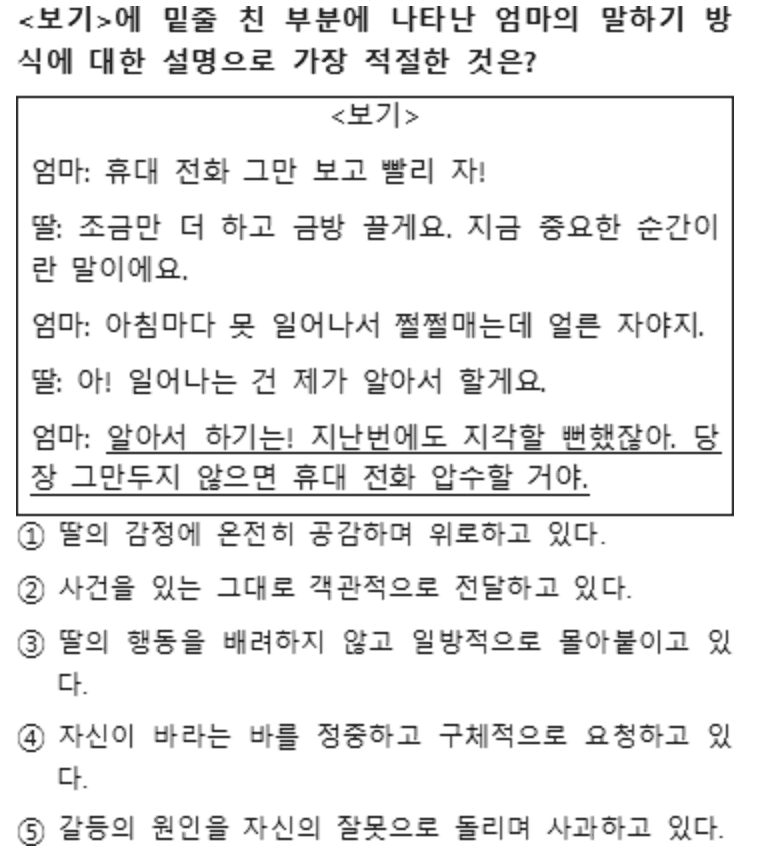 <보기>에 밑줄 친 부분에 나타난 엄마의 말하기 방
식에 대한 설명으로 가장 적절한 것은?
<보기>
엄마: 휴대 전화 그만 보고 빨리 자!
딸: 조금만 더 하고 금방 끌게요. 지금 중요한 순간이
란 말이에요.
엄마: 아침마다 못 일어나서 쩔쩔매는데 얼른 자야지.
딸: 아! 일어나는 건 제가 알아서 할게요.
엄마: 알아서 하기는! 지난번에도 지각할 뻔했잖아. 당
장 그만두지 않으면 휴대 전화 압수할 거야.
① 딸의 감정에 온전히 공감하며 위로하고 있다.
② 사건을 있는 그대로 객관적으로 전달하고 있다.
③ 딸의 행동을 배려하지 않고 일방적으로 몰아붙이고 있
다.
④ 자신이 바라는 바를 정중하고 구체적으로 요청하고 있
다.
⑤ 갈등의 원인을 자신의 잘못으로 돌리며 사과하고 있다.